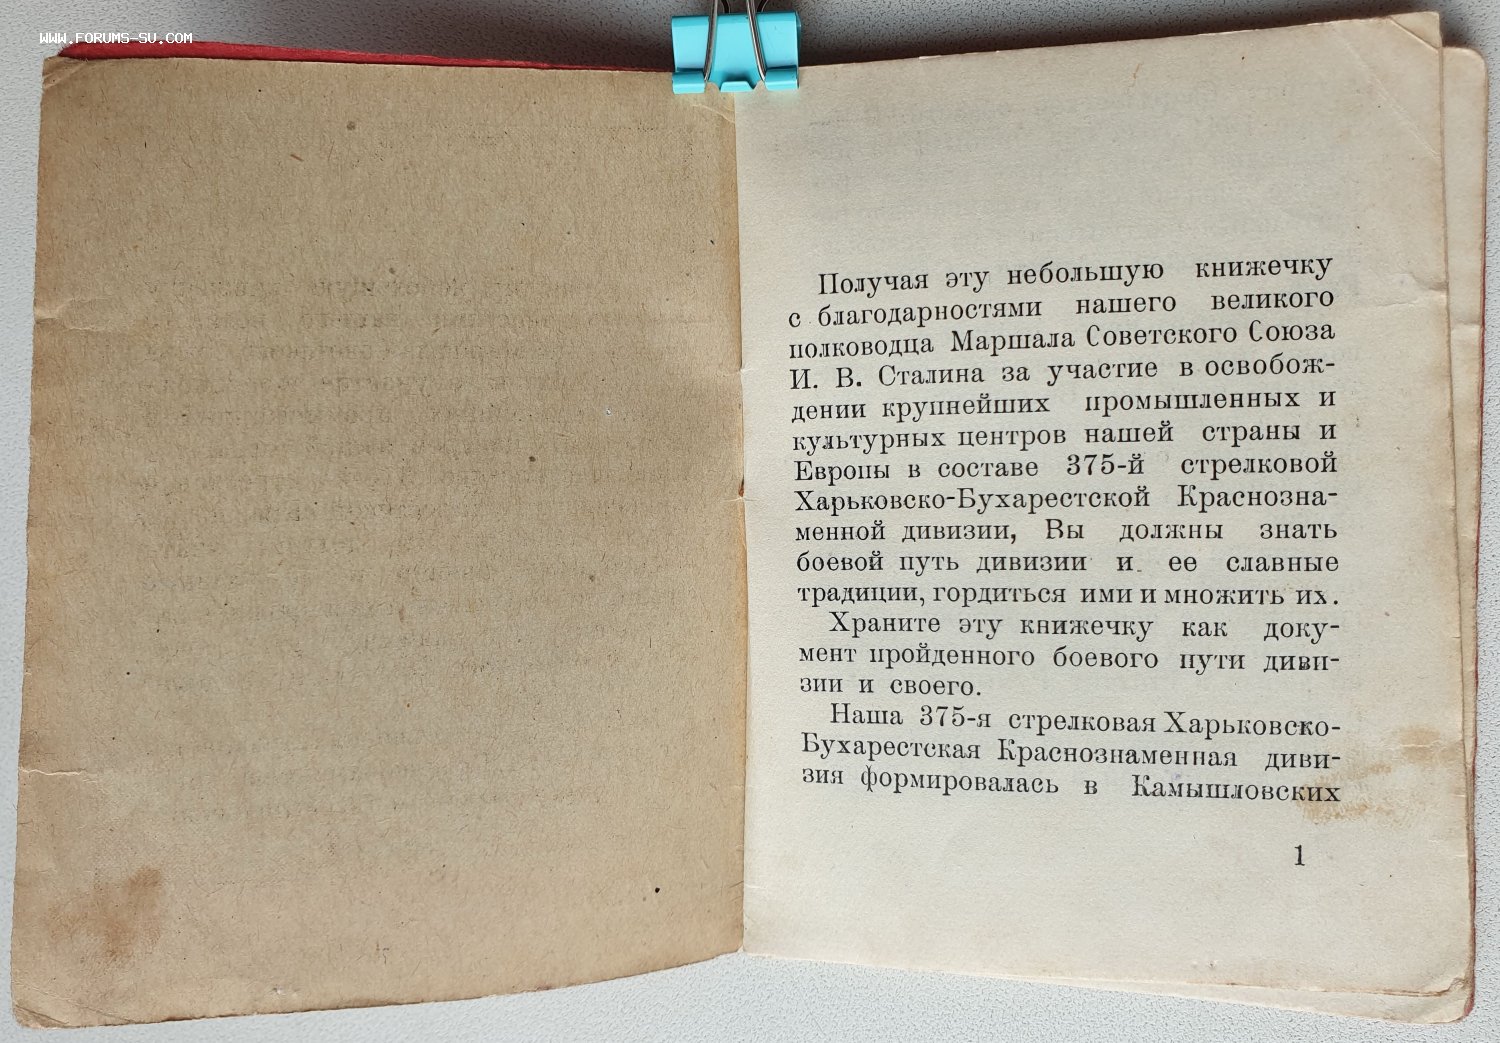 WWW.FORUMS-SU.COM
Получая эту небольшую книжечку
с благодарностями нашего великого
полководца Маршала Советского Союза
И. В. Сталина за участие в освобож-
дении крупнейших промышленных и
культурных центров нашей страны и
Европы в составе 375-й стрелковой
Харьковско-Бухарестской Краснозна-
менной дивизии, Вы должны знать
боевой путь дивизии и ее славные
традиции, гордиться ими и множить их.
Храните эту книжечку как доку-
мент пройденного боевого пути диви-
зии и своего.
Наша 375-я стрелковая Харьковско-
Бухарестская Краснознаменная диви-
зия формировалась в Камышловских
1